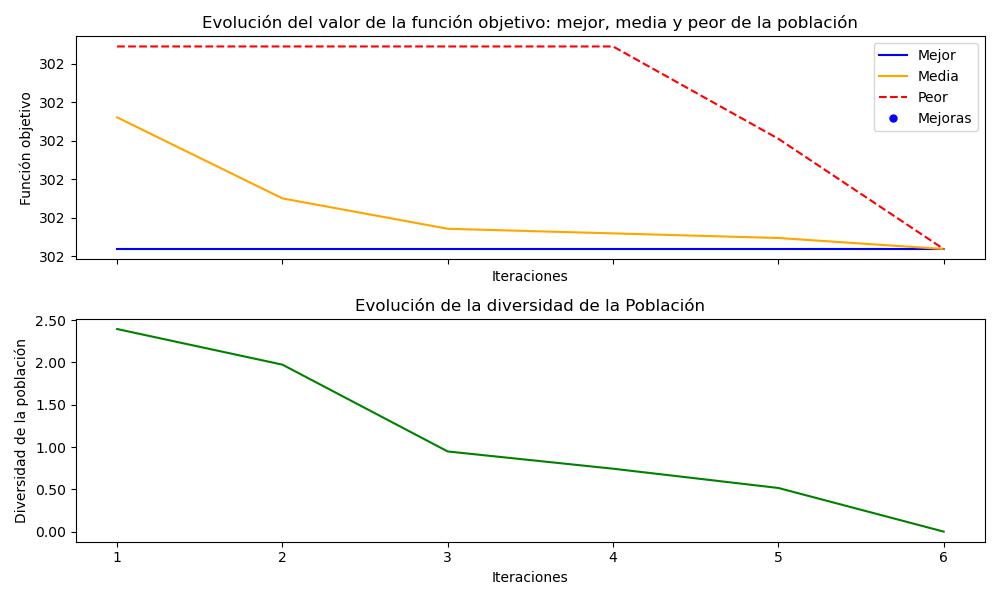 Evolución del valor de la función objetivo: mejor, media y peor de la población
302
302
302
302
302
302
Función objetivo
Mejor
Media
Peor
Mejoras
Iteraciones
Evolución de la diversidad de la Población
2.50
2.00
1.50
1.00
0.50
0.00
Diversidad de la población
1 2 3 4 5 6
Iteraciones